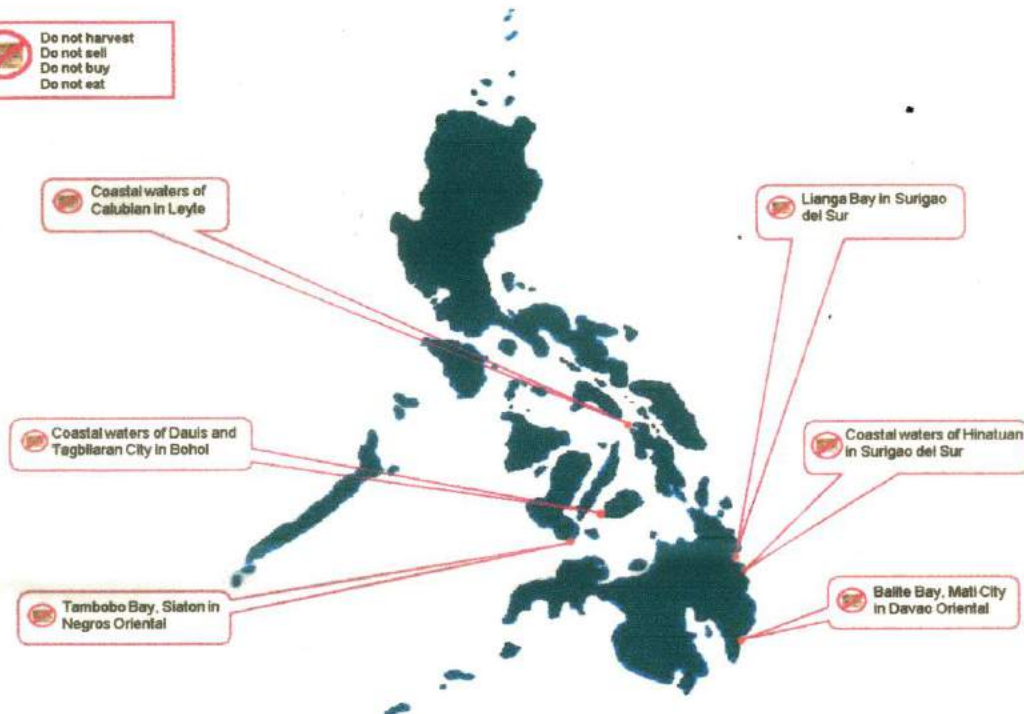 Do not harvest
Do not sell
Do not buy
Do not eat
Coastal waters of
Calubian in Leyte
Lianga Bay in Surigao
del Sur
Coastal waters of Dauis and
Tagbilaran City in Bohol
Coastal waters of Hinatuan
in Surigao del Sur
Tambobo Bay, Siaton in
Negros Oriental
Balite Bay, Mati City
in Davao Oriental